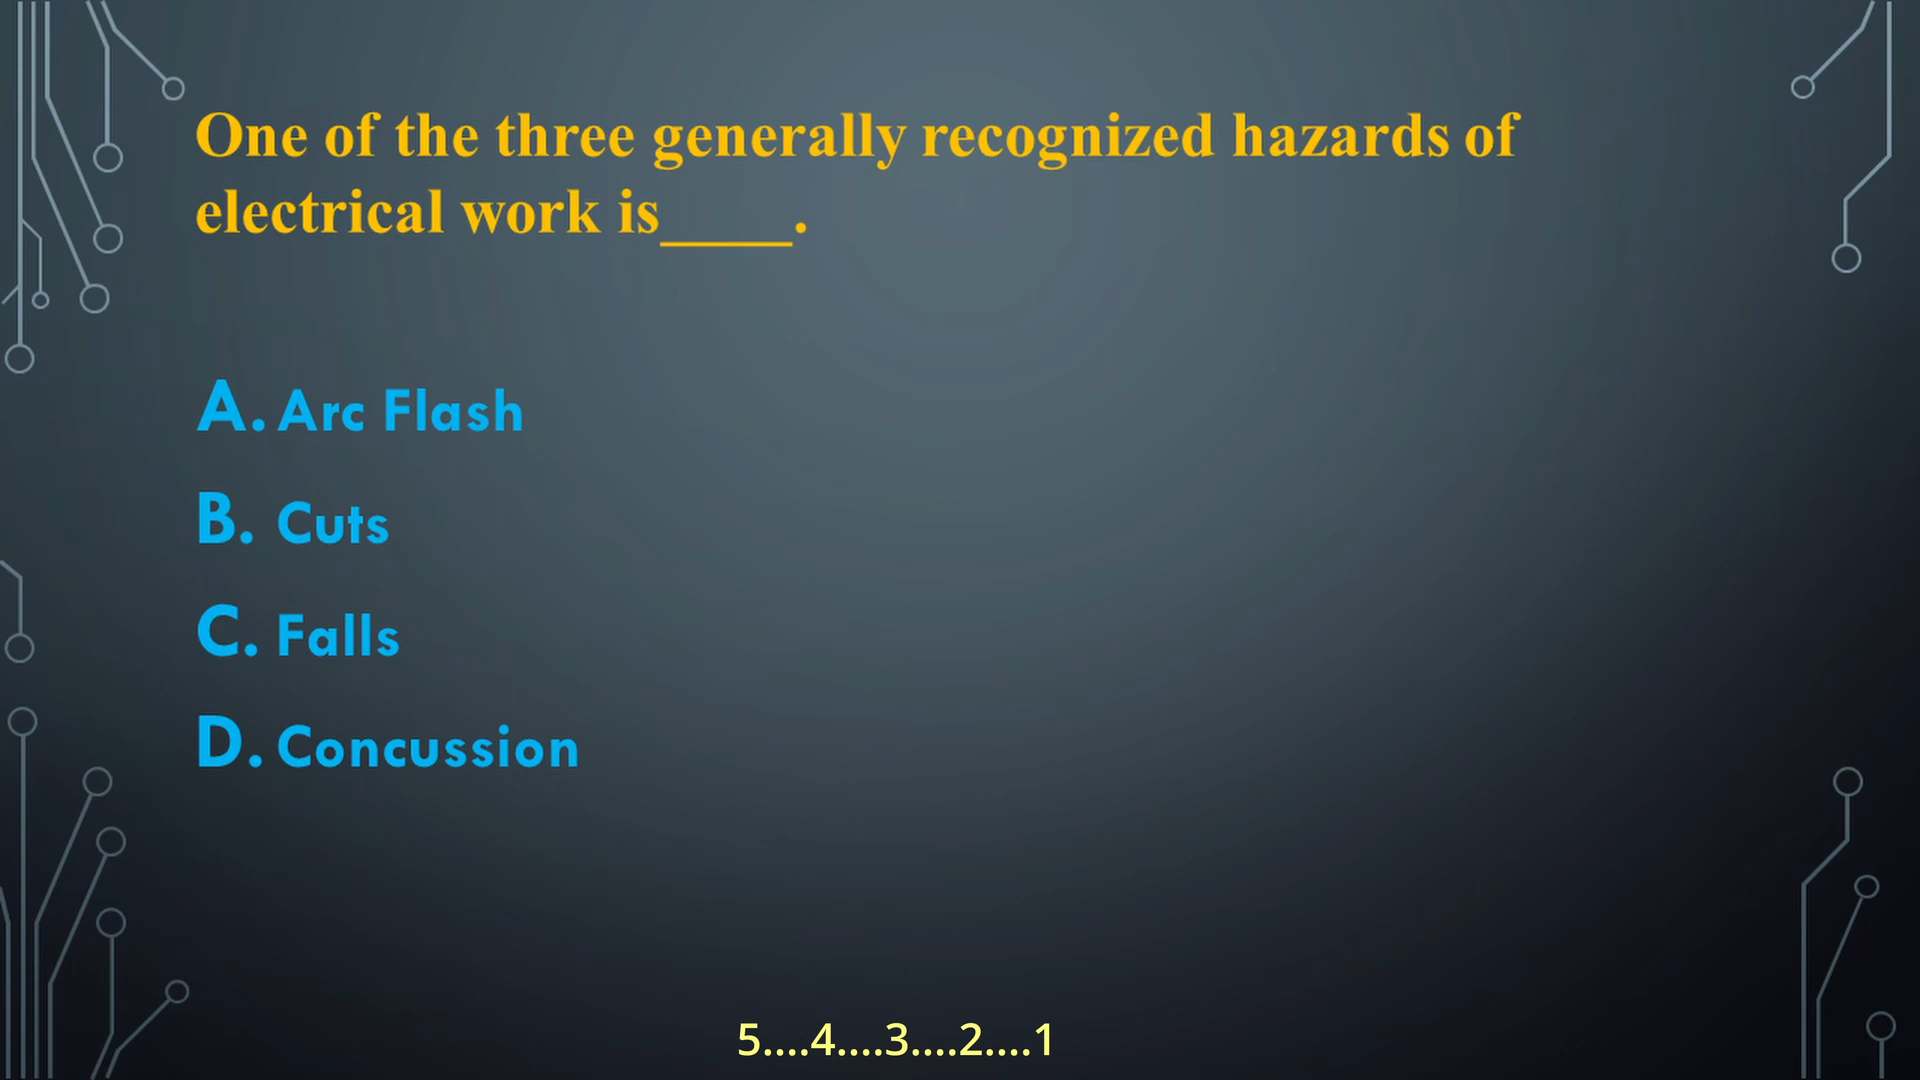 One of the three generally recognized hazards of
electrical work is____.
A. Arc Flash
B. Cuts
C. Falls
D. Concussion
5....4....3....2....1